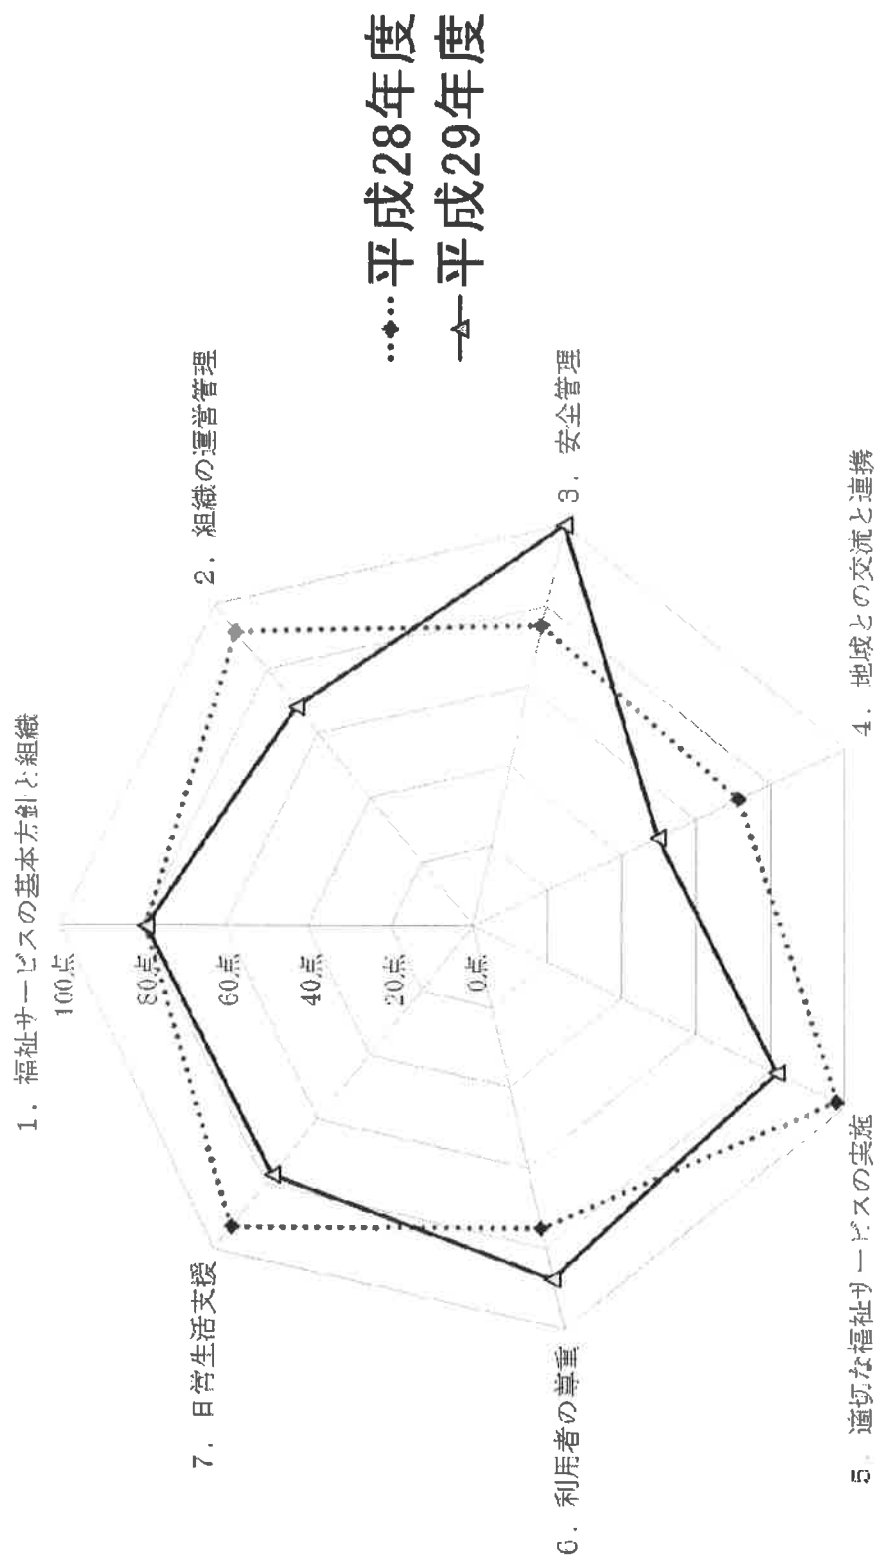 1. 福祉サービスの基本方針と組織
2. 組織の運営管理
3. 安全管理
4. 地域との交流と連携
5. 適切な福祉サービスの実施
6. 利用者の尊重
7. 日常生活支援
100点
80点
60点
40点
20点
0点
平成28年度
平成29年度